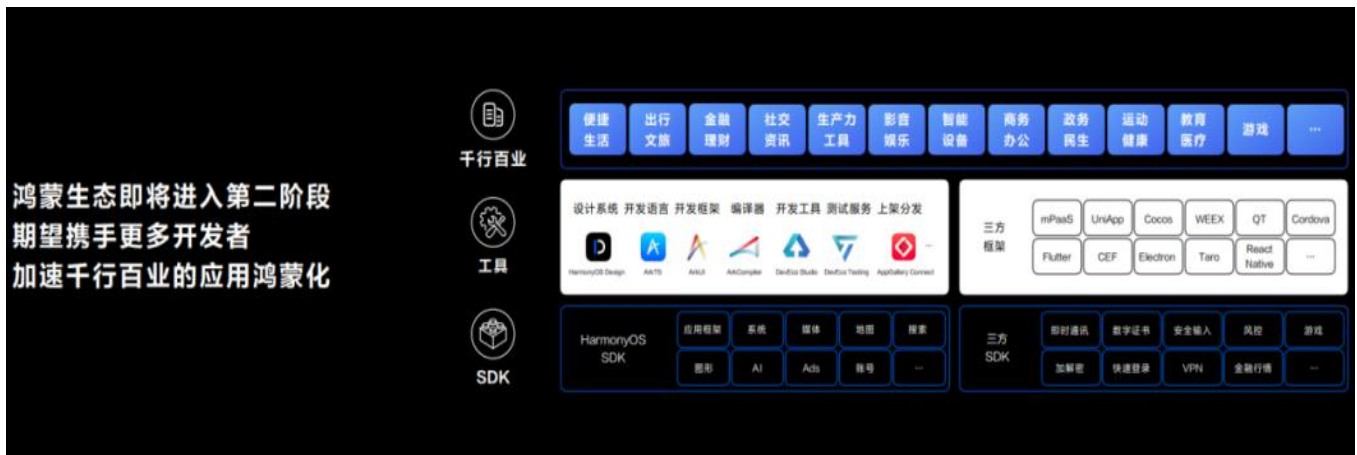 鸿蒙生态即将进入第二阶段
期望携手更多开发者
加速千行百业的应用鸿蒙化
千行百业
便捷生活 出行文旅 金融理财 社交资讯 生产力工具 影音娱乐 智能设备 商务办公 政务民生 运动健康 教育医疗 游戏 ...
工具
设计系统 开发语言 开发框架 编译器 开发工具 测试服务 上架分发
HarmonyOS Design ArkTS ArkUI ArkCompiler DevEco Studio DevEco Testing AppGallery Connect ...
三方框架
mPaaS UniApp Cocos WEEX QT Cordova
Flutter CEF Electron Taro React Native ...
SDK
HarmonyOS SDK
应用框架 系统 媒体 地图 搜索
图形 AI Ads 账号 ...
三方 SDK
即时通讯 数字证书 安全输入 风控 游戏
加解密 快速登录 VPN 金融行情 ...